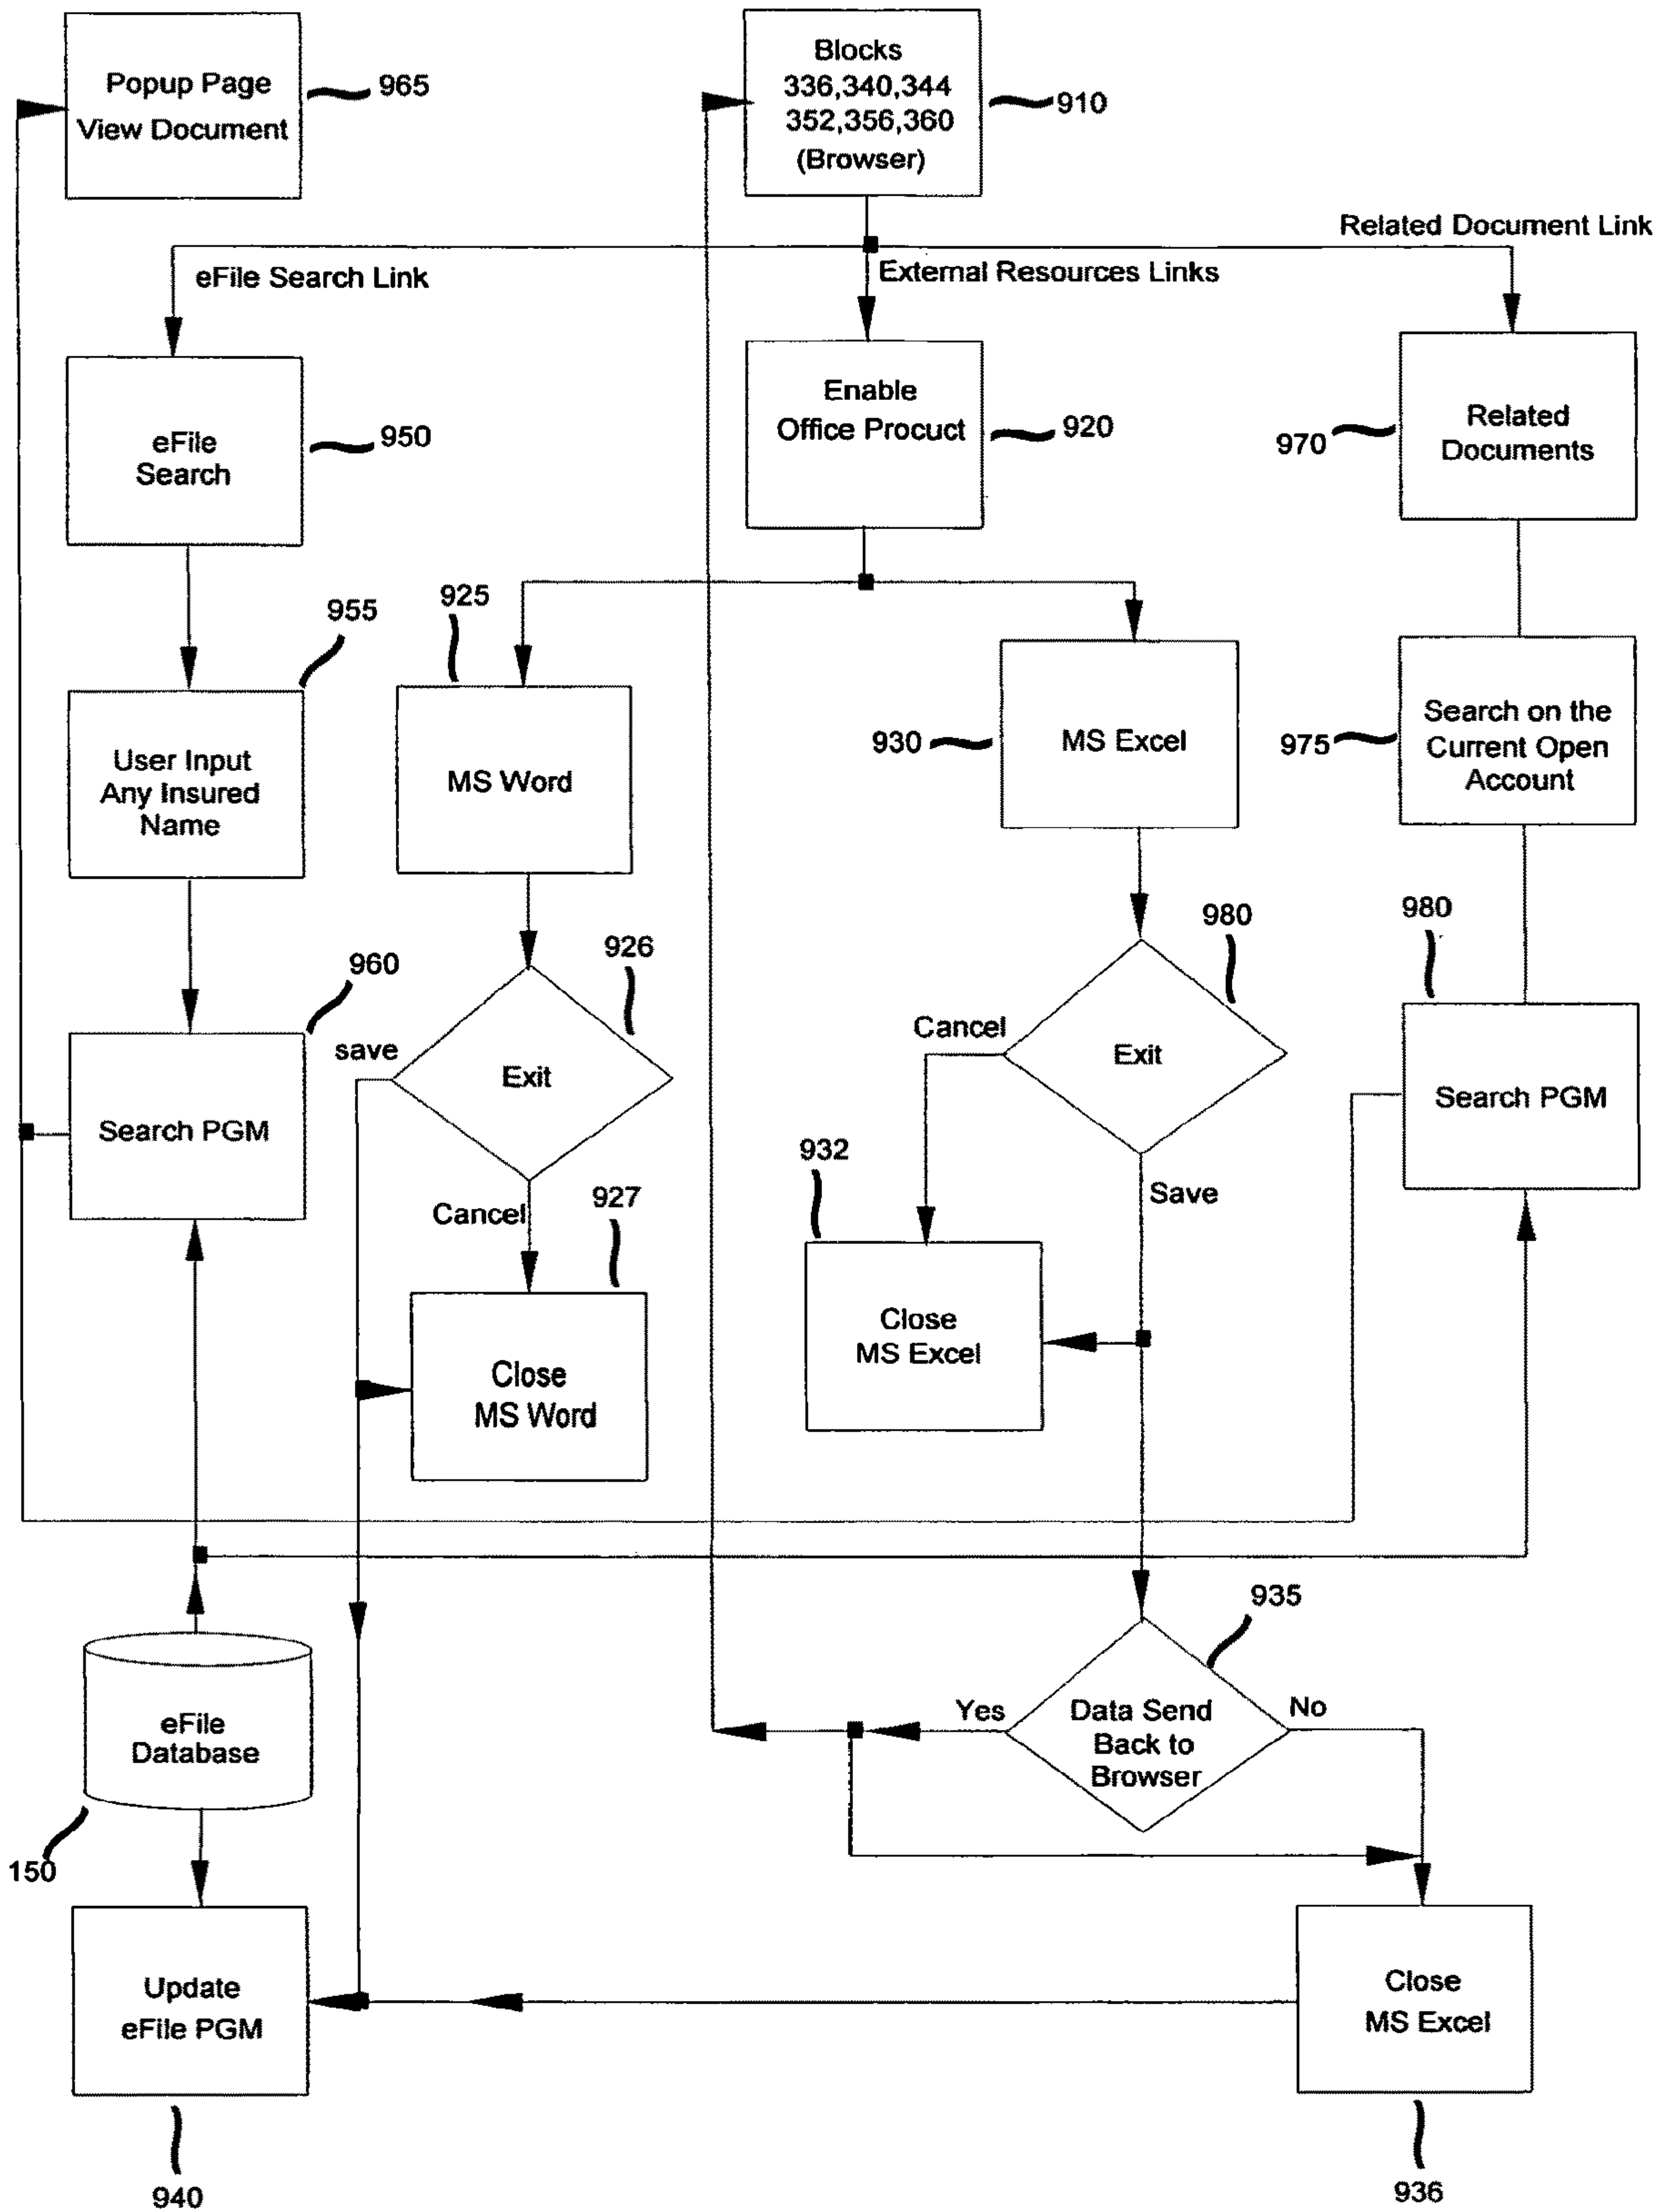 Popup Page
View Document
965
Blocks
336,340,344
352,356,360
(Browser)
910
Related Document Link
eFile Search Link
External Resources Links
eFile
Search
950
Enable
Office Procuct
920
970
Related
Documents
955
925
User Input
Any Insured
Name
MS Word
930
MS Excel
975
Search on the
Current Open
Account
960
926
980
980
save
Exit
Cancel
Exit
Search PGM
Search PGM
Cancel
927
932
Save
Close
MS Word
Close
MS Excel
935
eFile
Database
Yes
Data Send
Back to
Browser
No
150
Update
eFile PGM
Close
MS Excel
940
936